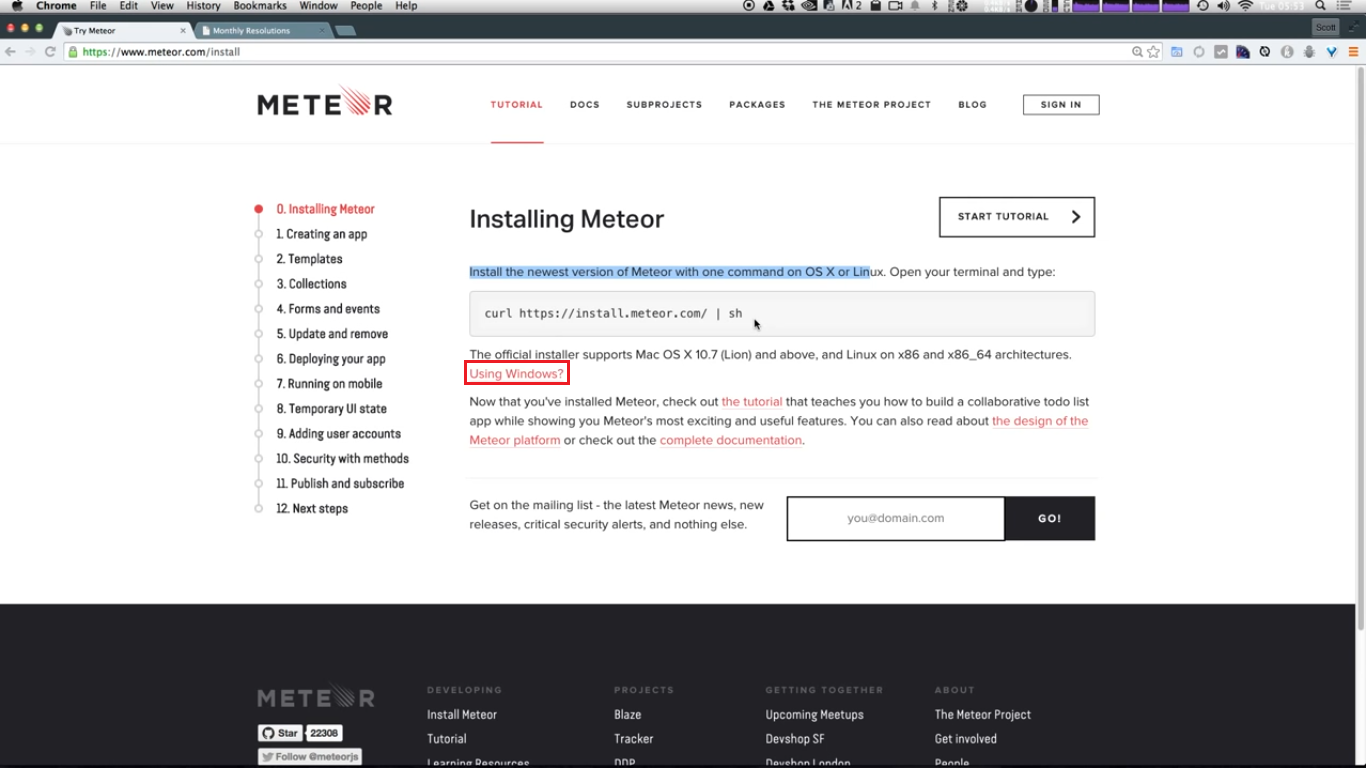 Chrome File Edit View History Bookmarks Window People Help
2
Try Meteor
Monthly Resolutions
Scott
https://www.meteor.com/install
METEOR
TUTORIAL DOCS SUBPROJECTS PACKAGES THE METEOR PROJECT BLOG SIGN IN
0. Installing Meteor
1. Creating an app
2. Templates
3. Collections
4. Forms and events
5. Update and remove
6. Deploying your app
7. Running on mobile
8. Temporary UI state
9. Adding user accounts
10. Security with methods
11. Publish and subscribe
12. Next steps
Installing Meteor
START TUTORIAL
Install the newest version of Meteor with one command on OS X or Linux. Open your terminal and type:
curl https://install.meteor.com/ | sh
The official installer supports Mac OS X 10.7 (Lion) and above, and Linux on x86 and x86_64 architectures.
Using Windows?
Now that you've installed Meteor, check out the tutorial that teaches you how to build a collaborative todo list
app while showing you Meteor's most exciting and useful features. You can also read about the design of the
Meteor platform or check out the complete documentation.
Get on the mailing list - the latest Meteor news, new
releases, critical security alerts, and nothing else.
you@domain.com
GO!
METEOR
Star 22308
Follow @meteorjs
DEVELOPING
Install Meteor
Tutorial
Learning Resources
PROJECTS
Blaze
Tracker
DDP
GETTING TOGETHER
Upcoming Meetups
Devshop SF
Devshop London
ABOUT
The Meteor Project
Get involved
People